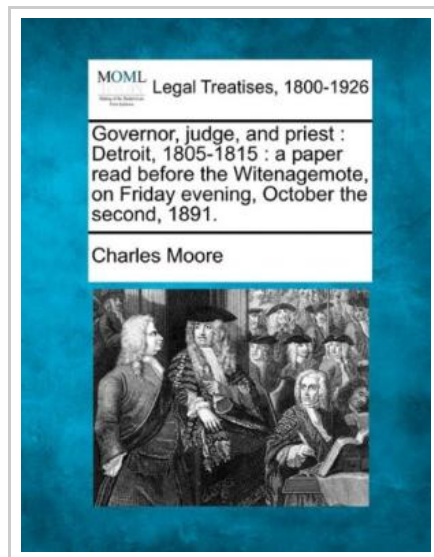 MOML
Legal Treatises, 1800-1926
Governor, judge, and priest :
Detroit, 1805-1815 : a paper
read before the Witenagemote,
on Friday evening, October the
second, 1891.
Charles Moore